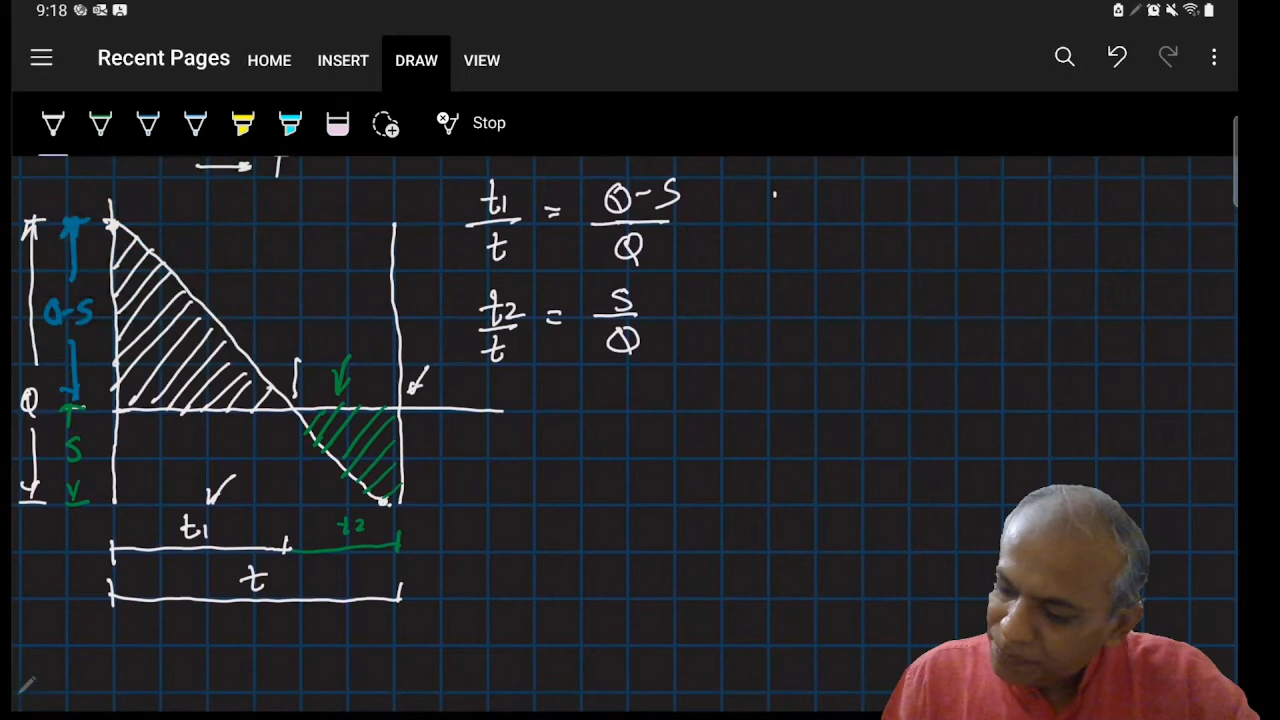 9:18
Recent Pages HOME INSERT DRAW VIEW
Stop
T
t1/t = Q-S/Q
t2/t = S/Q
Q-S
Q
S
t1
t2
t